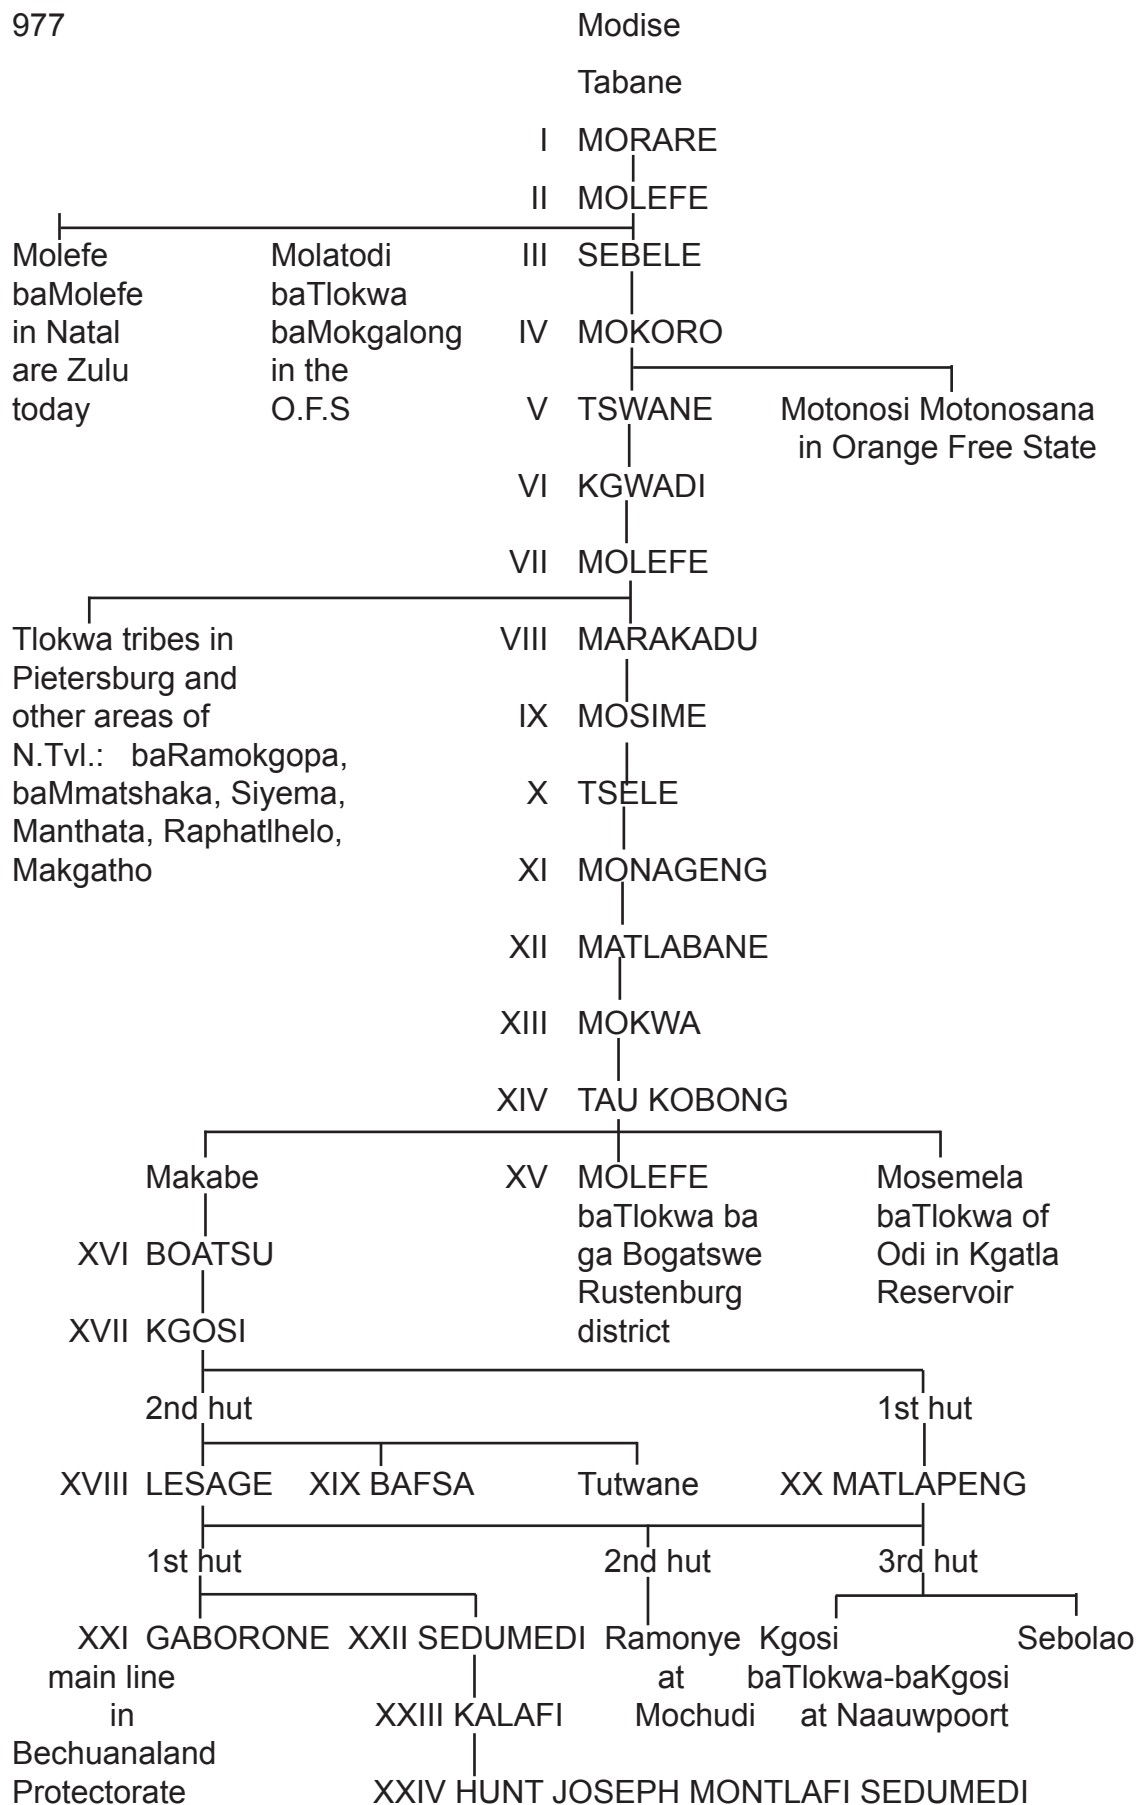 977 Modise
Tabane
I MORARE
II MOLEFE
Molefe Molatodi III SEBELE
baMolefe baTlokwa
in Natal baMokgalong IV MOKORO
are Zulu in the
today O.F.S V TSWANE Motonosi Motonosana
in Orange Free State
VI KGWADI
VII MOLEFE
Tlokwa tribes in VIII MARAKADU
Pietersburg and
other areas of IX MOSIME
N.Tvl.: baRamokgopa,
baMmatshaka, Siyema, X TSELE
Manthata, Raphatlhelo,
Makgatho XI MONAGENG
XII MATLABANE
XIII MOKWA
XIV TAU KOBONG
Makabe XV MOLEFE Mosemela
baTlokwa ba baTlokwa of
XVI BOATSU ga Bogatswe Odi in Kgatla
Rustenburg Reservoir
XVII KGOSI district
2nd hut 1st hut
XVIII LESAGE XIX BAFSA Tutwane XX MATLAPENG
1st hut 2nd hut 3rd hut
XXI GABORONE XXII SEDUMEDI Ramonye Kgosi Sebolao
main line at baTlokwa-baKgosi
in XXIII KALAFI Mochudi at Naauwpoort
Bechuanaland
Protectorate XXIV HUNT JOSEPH MONTLAFI SEDUMEDI